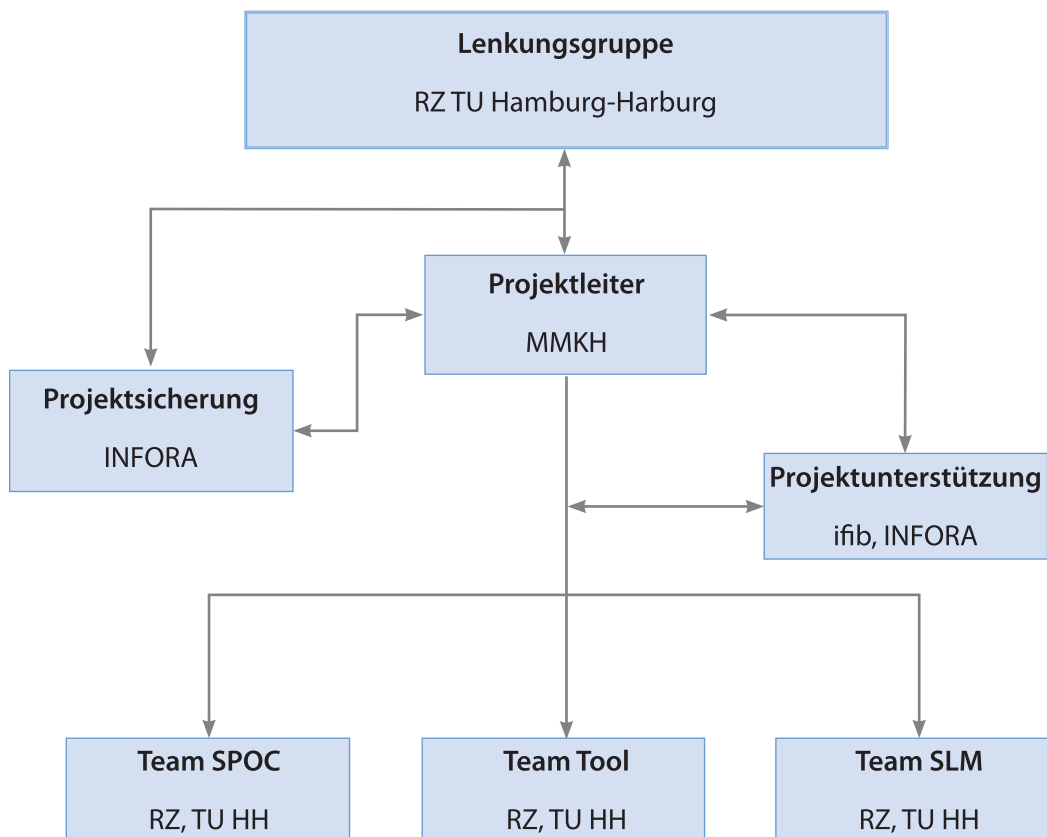 Lenkungsgruppe
RZ TU Hamburg-Harburg
Projektleiter
MMKH
Projektsicherung
INFORA
Projektunterstützung
ifib, INFORA
Team SPOC
RZ, TU HH
Team Tool
RZ, TU HH
Team SLM
RZ, TU HH